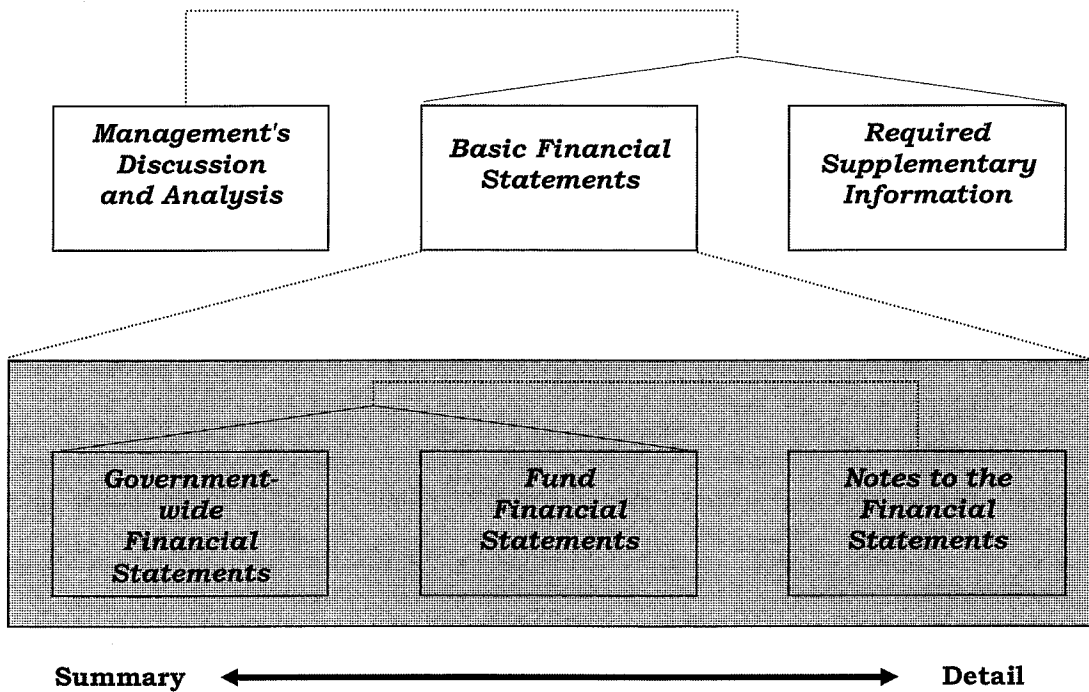 Management's
Discussion
and Analysis
Basic Financial
Statements
Required
Supplementary
Information
Government-
wide
Financial
Statements
Fund
Financial
Statements
Notes to the
Financial
Statements
Summary
Detail